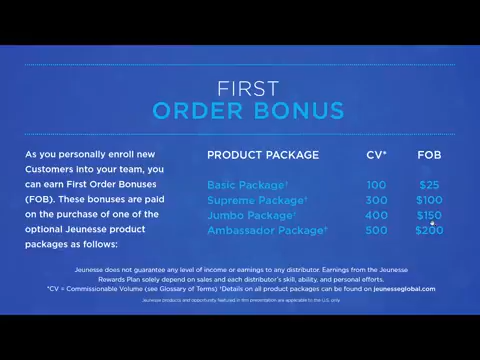 FIRST
ORDER BONUS
As you personally enroll new
Customers into your team, you
can earn First Order Bonuses
(FOB). These bonuses are paid
on the purchase of one of the
optional Jeunesse product
packages as follows:
PRODUCT PACKAGE CV* FOB
Basic Package† 100 $25
Supreme Package† 300 $100
Jumbo Package† 400 $150
Ambassador Package† 500 $200
Jeunesse does not guarantee any level of income or earnings to any distributor. Earnings from the Jeunesse
Rewards Plan solely depend on sales and each distributor's skill, ability, and personal efforts.
*CV = Commissionable Volume (see Glossary of Terms) †Details on all product packages can be found on jeunesseglobal.com
Jeunesse products and opportunity featured in this presentation are applicable to the U.S. only.